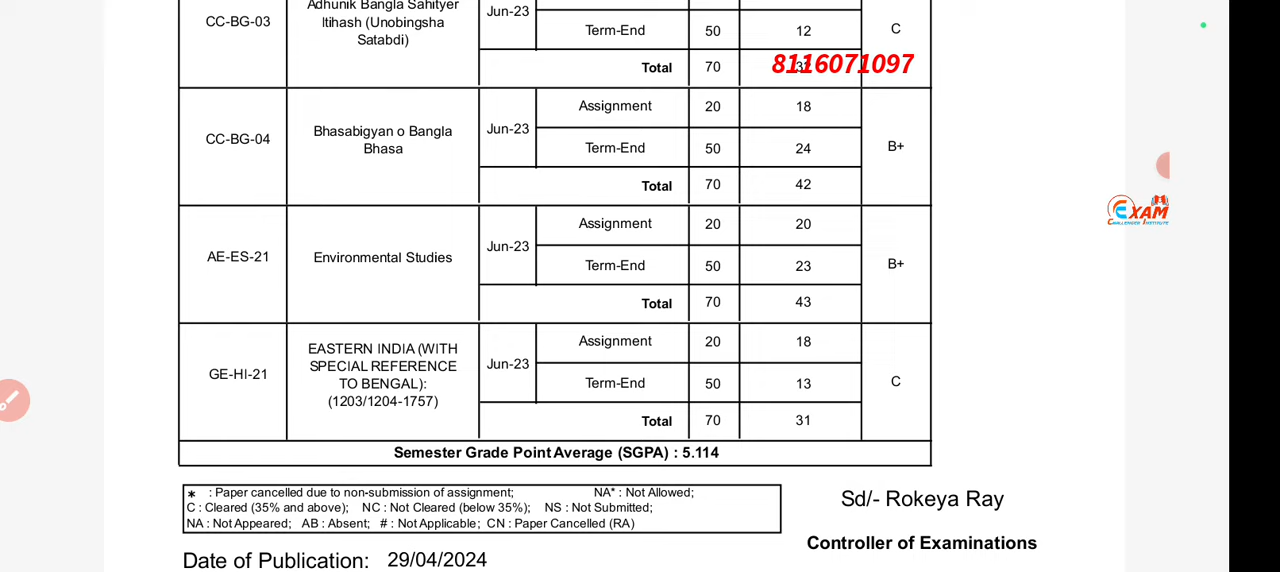 Adhunik Bangla Sahityer
CC-BG-03 Itihash (Unobingsha Jun-23
Satabdi) Term-End 50 12 C
Total 70 8116071097
CC-BG-04 Bhasabigyan o Bangla Bhasa Jun-23 Assignment 20 18
Term-End 50 24 B+
Total 70 42
AE-ES-21 Environmental Studies Jun-23 Assignment 20 20
Term-End 50 23 B+
Total 70 43
GE-HI-21 EASTERN INDIA (WITH Jun-23 Assignment 20 18
SPECIAL REFERENCE
TO BENGAL): Term-End 50 13 C
(1203/1204-1757)
Total 70 31
Semester Grade Point Average (SGPA) : 5.114
* : Paper cancelled due to non-submission of assignment; NA* : Not Allowed;
C : Cleared (35% and above); NC : Not Cleared (below 35%); NS : Not Submitted;
NA : Not Appeared; AB : Absent; # : Not Applicable; CN : Paper Cancelled (RA)
Sd/- Rokeya Ray
Controller of Examinations
Date of Publication: 29/04/2024
EXAM
CHALLENGER INSTITUTE